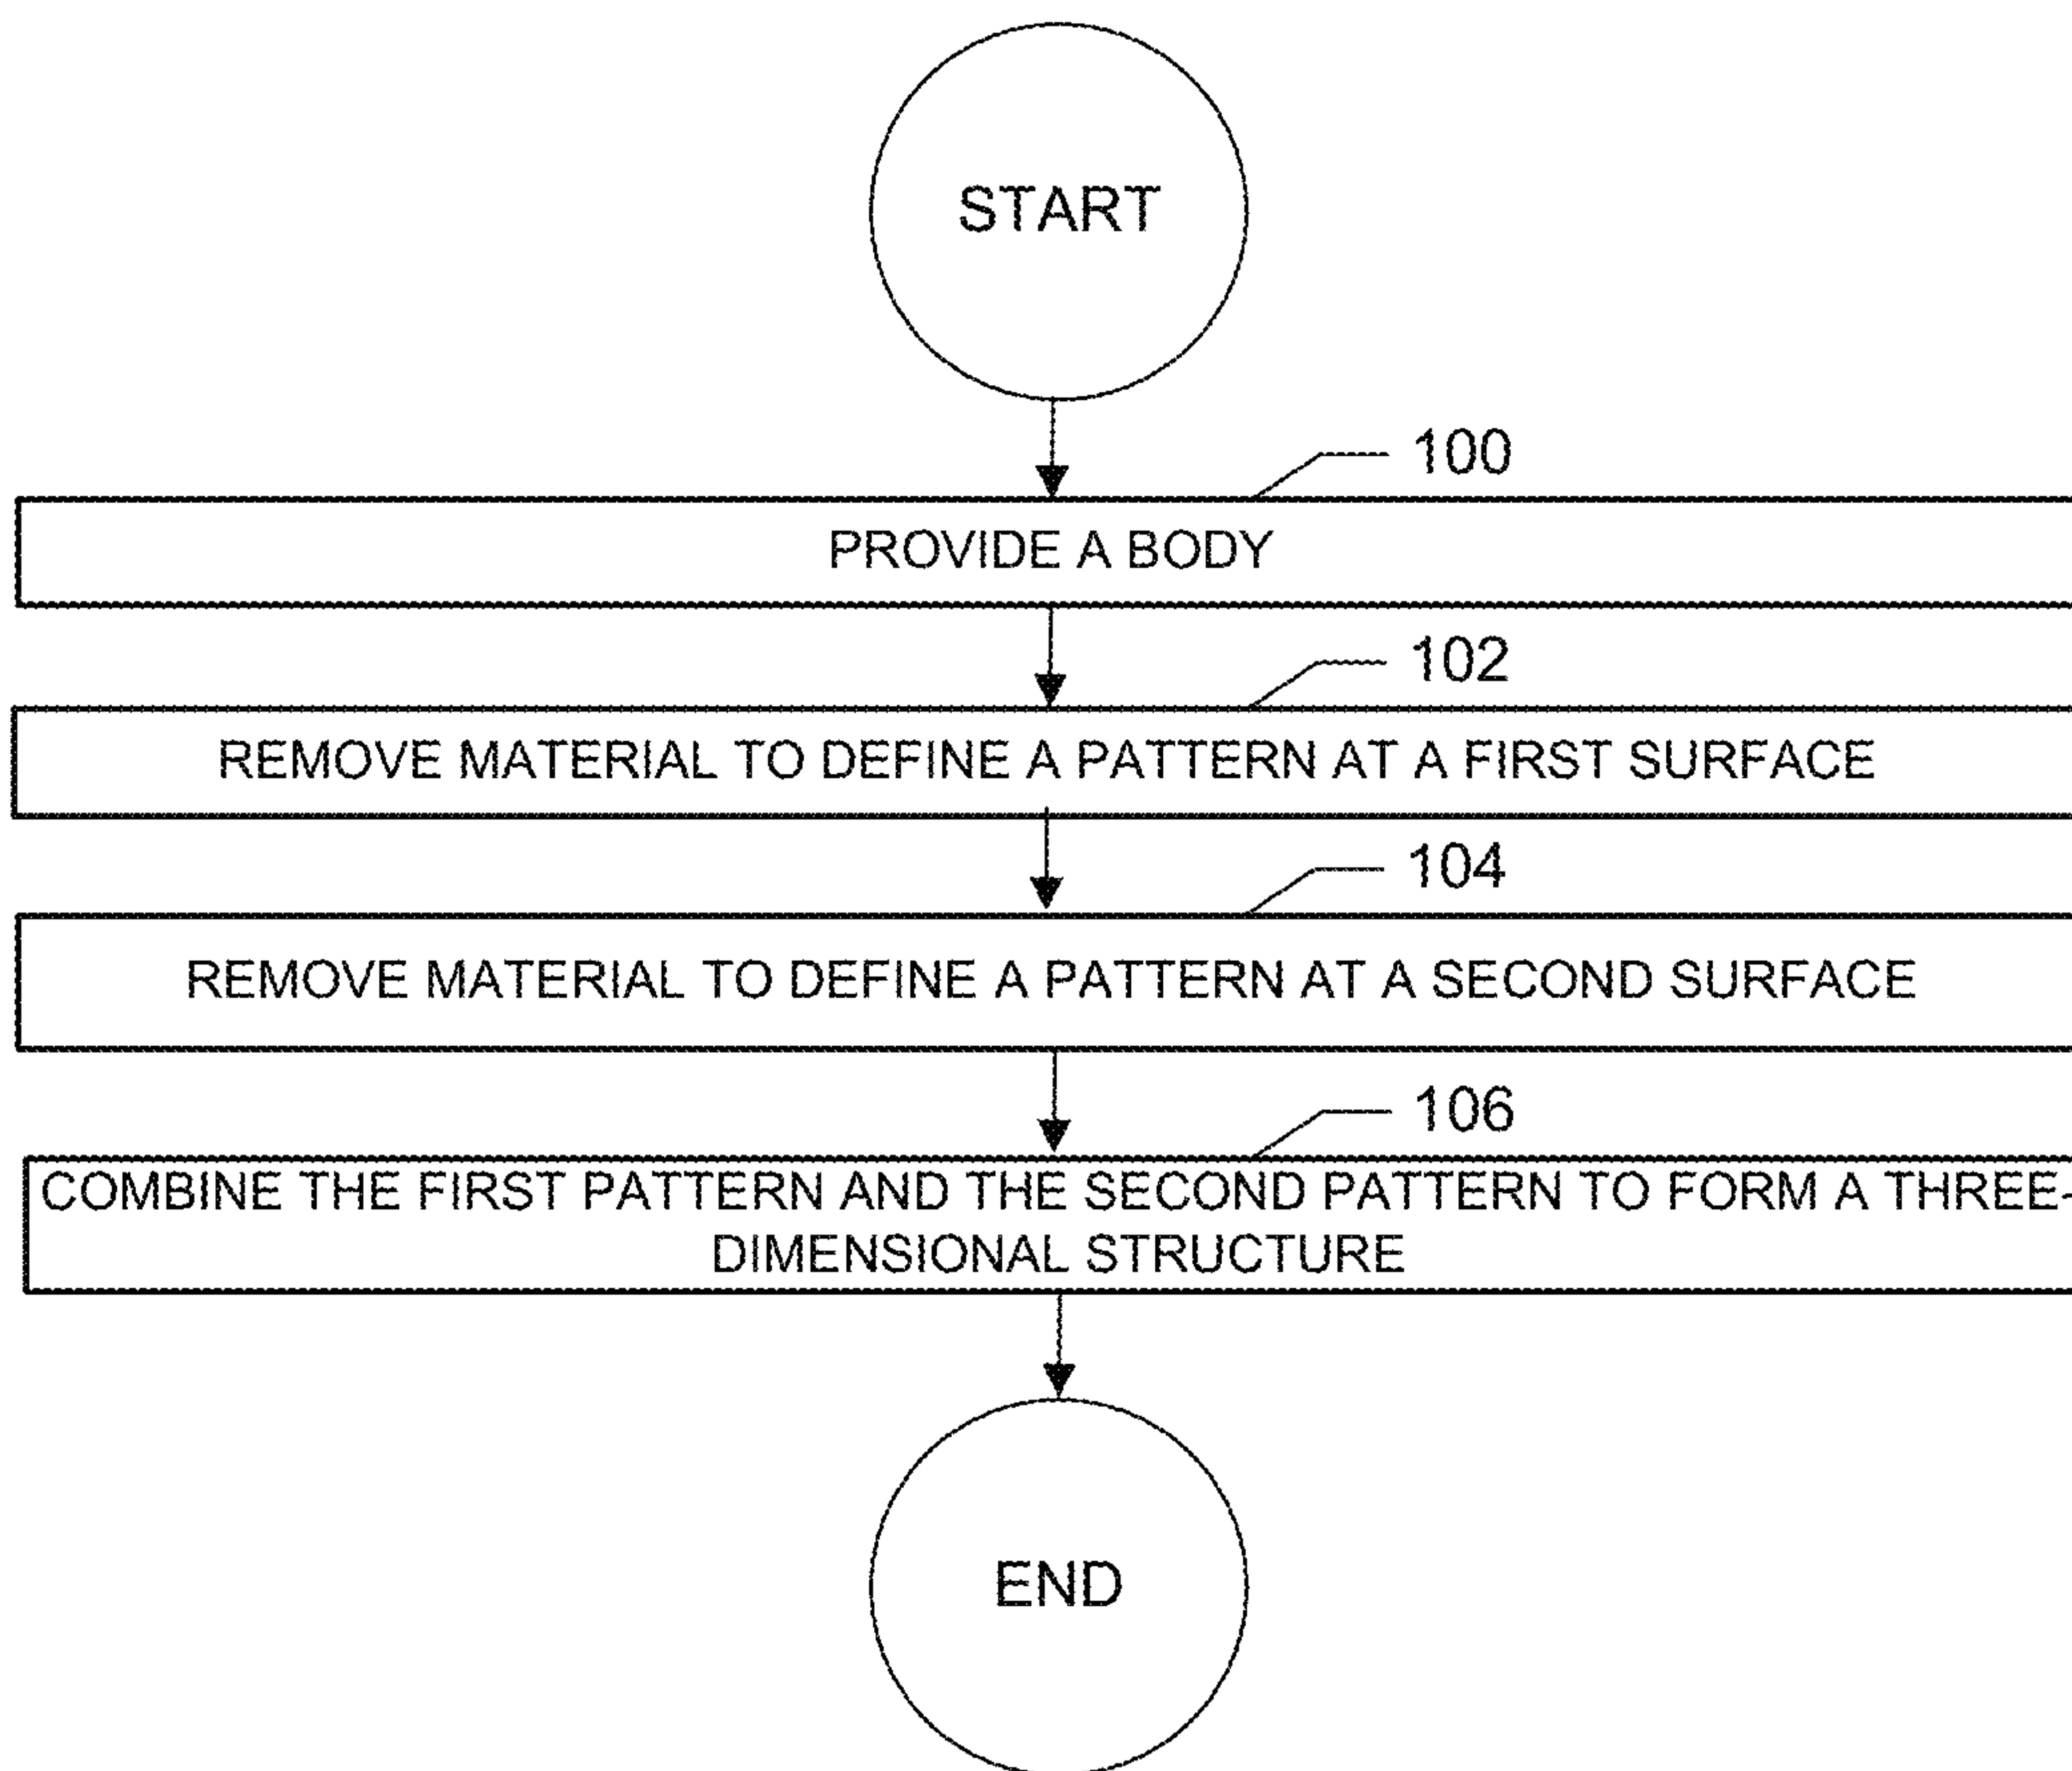 START
100
PROVIDE A BODY
102
REMOVE MATERIAL TO DEFINE A PATTERN AT A FIRST SURFACE
104
REMOVE MATERIAL TO DEFINE A PATTERN AT A SECOND SURFACE
106
COMBINE THE FIRST PATTERN AND THE SECOND PATTERN TO FORM A THREE-
DIMENSIONAL STRUCTURE
END